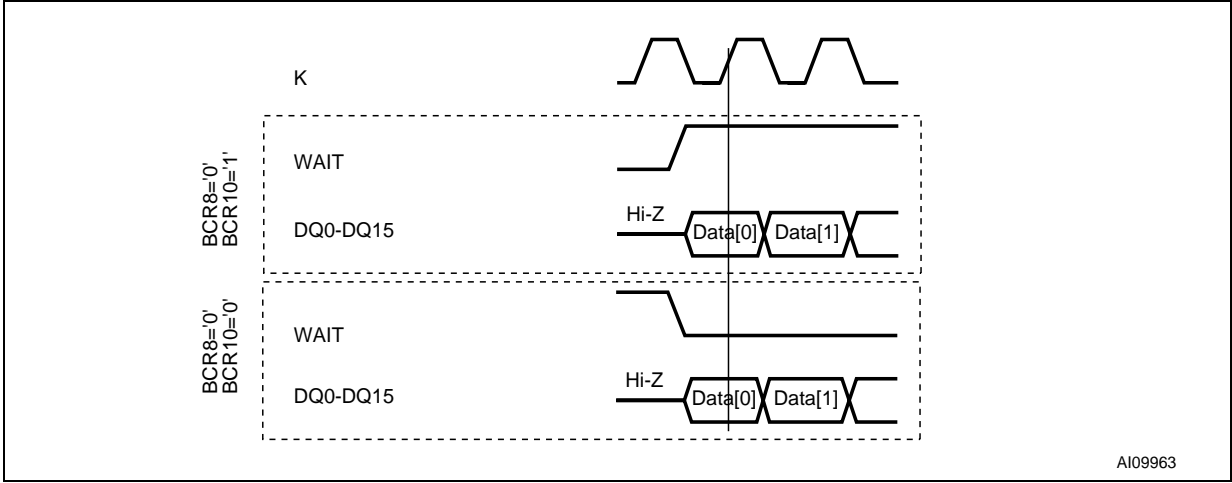 K
BCR8='0'
BCR10='1'
WAIT
DQ0-DQ15
Hi-Z
Data[0]
Data[1]
BCR8='0'
BCR10='0'
WAIT
DQ0-DQ15
Hi-Z
Data[0]
Data[1]
AI09963